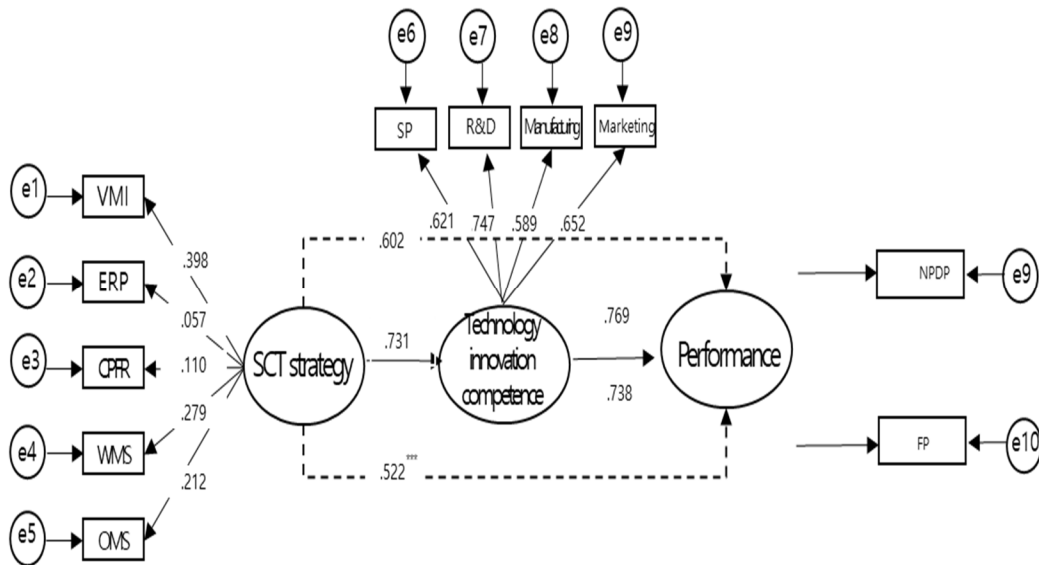 e6 e7 e8 e9
SP R&D Manufacturing Marketing
e1 VMI
.621 .747 .589 .652
.602
.398
e2 ERP
NPDP e9
.057
e3 CPFR
.110
SCT strategy
.731
Technology
innovation
competence
.769
.738
Performance
.279
e4 WMS
FP e10
.212
.522***
e5 OMS